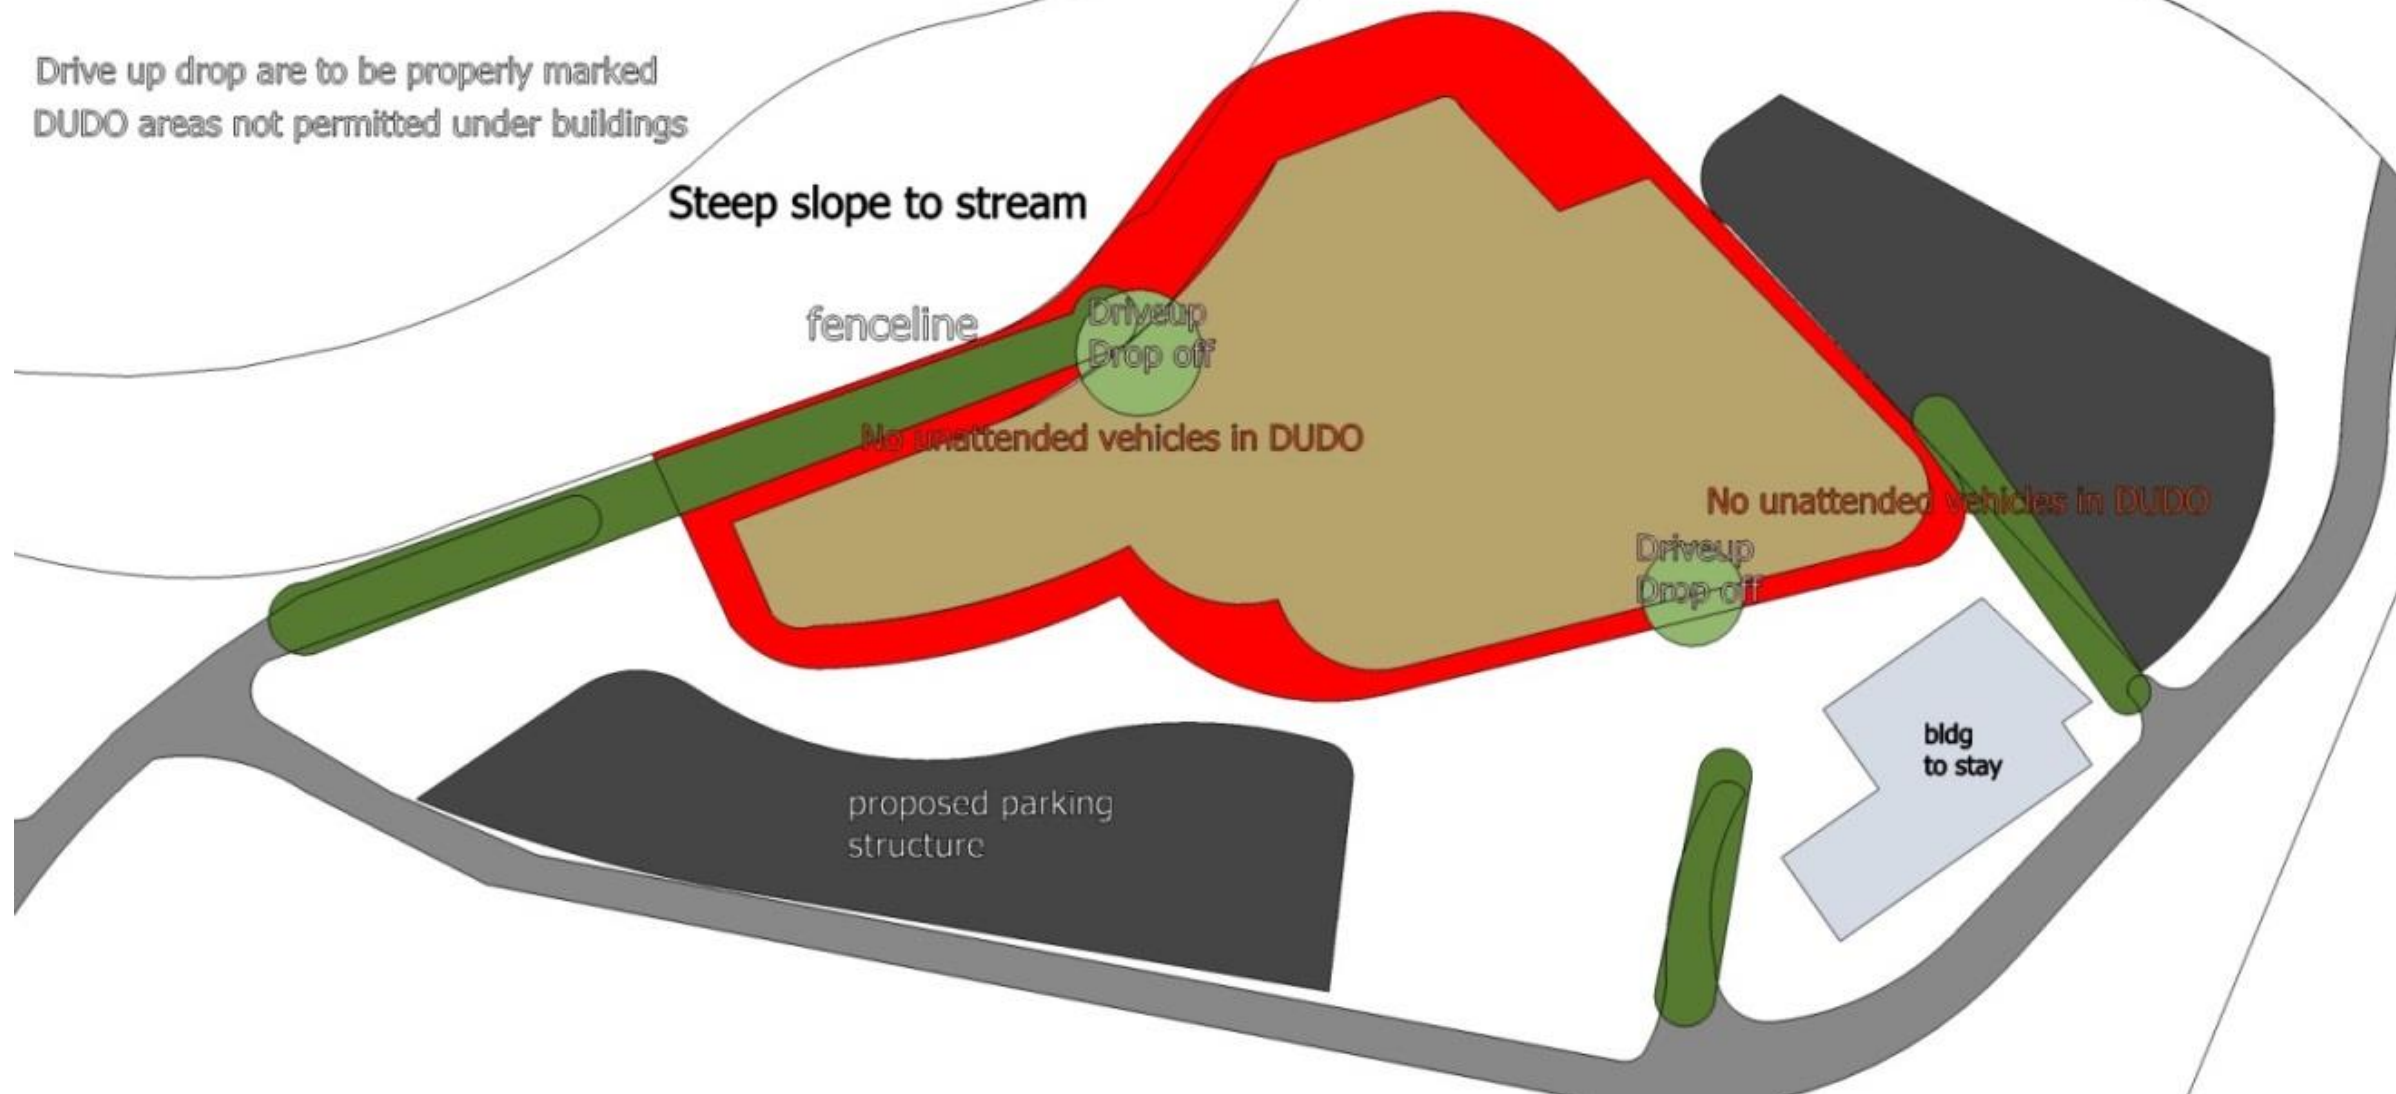 Drive up drop are to be properly marked
DUDO areas not permitted under buildings
Steep slope to stream
fenceline
Driveup
Drop off
No unattended vehicles in DUDO
No unattended vehicles in DUDO
Driveup
Drop off
bldg
to stay
proposed parking
structure